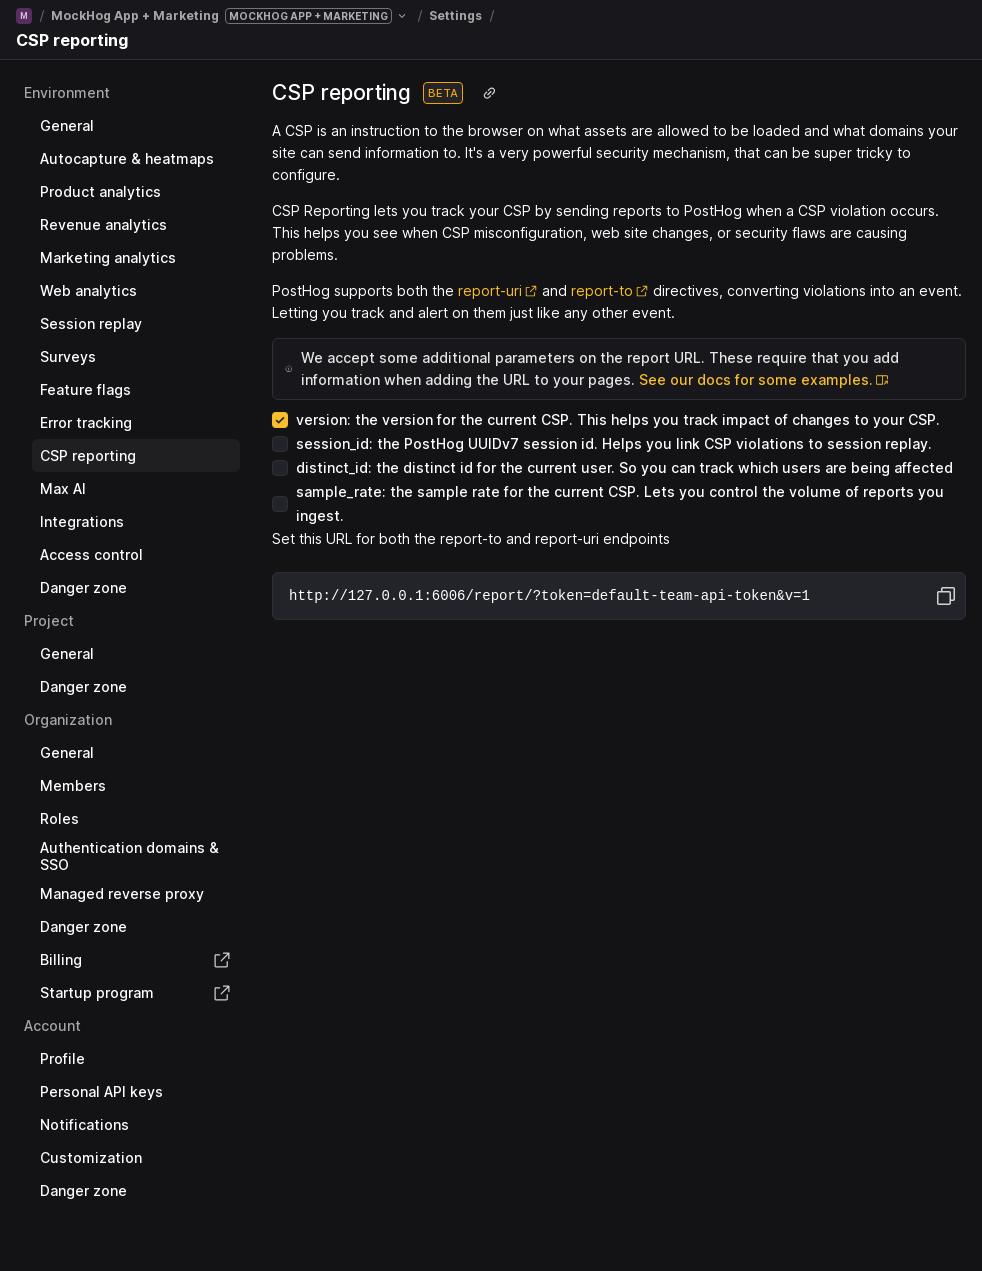 M / MockHog App + Marketing MOCKHOG APP + MARKETING / Settings /
CSP reporting
Environment
General
Autocapture & heatmaps
Product analytics
Revenue analytics
Marketing analytics
Web analytics
Session replay
Surveys
Feature flags
Error tracking
CSP reporting
Max AI
Integrations
Access control
Danger zone
Project
General
Danger zone
Organization
General
Members
Roles
Authentication domains &
SSO
Managed reverse proxy
Danger zone
Billing
Startup program
Account
Profile
Personal API keys
Notifications
Customization
Danger zone
CSP reporting BETA
A CSP is an instruction to the browser on what assets are allowed to be loaded and what domains your
site can send information to. It's a very powerful security mechanism, that can be super tricky to
configure.
CSP Reporting lets you track your CSP by sending reports to PostHog when a CSP violation occurs.
This helps you see when CSP misconfiguration, web site changes, or security flaws are causing
problems.
PostHog supports both the report-uri and report-to directives, converting violations into an event.
Letting you track and alert on them just like any other event.
We accept some additional parameters on the report URL. These require that you add
information when adding the URL to your pages. See our docs for some examples.
version: the version for the current CSP. This helps you track impact of changes to your CSP.
session_id: the PostHog UUIDv7 session id. Helps you link CSP violations to session replay.
distinct_id: the distinct id for the current user. So you can track which users are being affected
sample_rate: the sample rate for the current CSP. Lets you control the volume of reports you
ingest.
Set this URL for both the report-to and report-uri endpoints
http://127.0.0.1:6006/report/?token=default-team-api-token&v=1